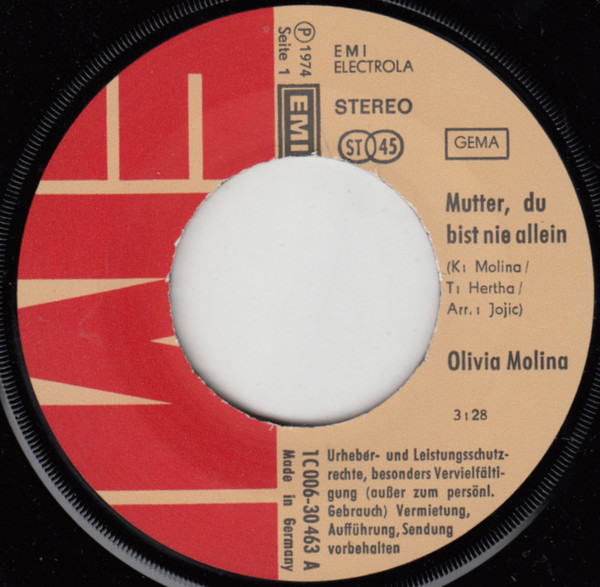 ℗ 1974
Seite 1
EMI
ELECTROLA
EMI
STEREO
ST 45
GEMA
Mutter, du
bist nie allein
(K: Molina/
T: Hertha/
Arr.: Jojic)
Olivia Molina
3:28
1C 006-30 463 A
Made in Germany
Urheber- und Leistungsschutz-
rechte, besonders Vervielfälti-
gung (außer zum persönl.
Gebrauch) Vermietung,
Aufführung, Sendung
vorbehalten
EMI